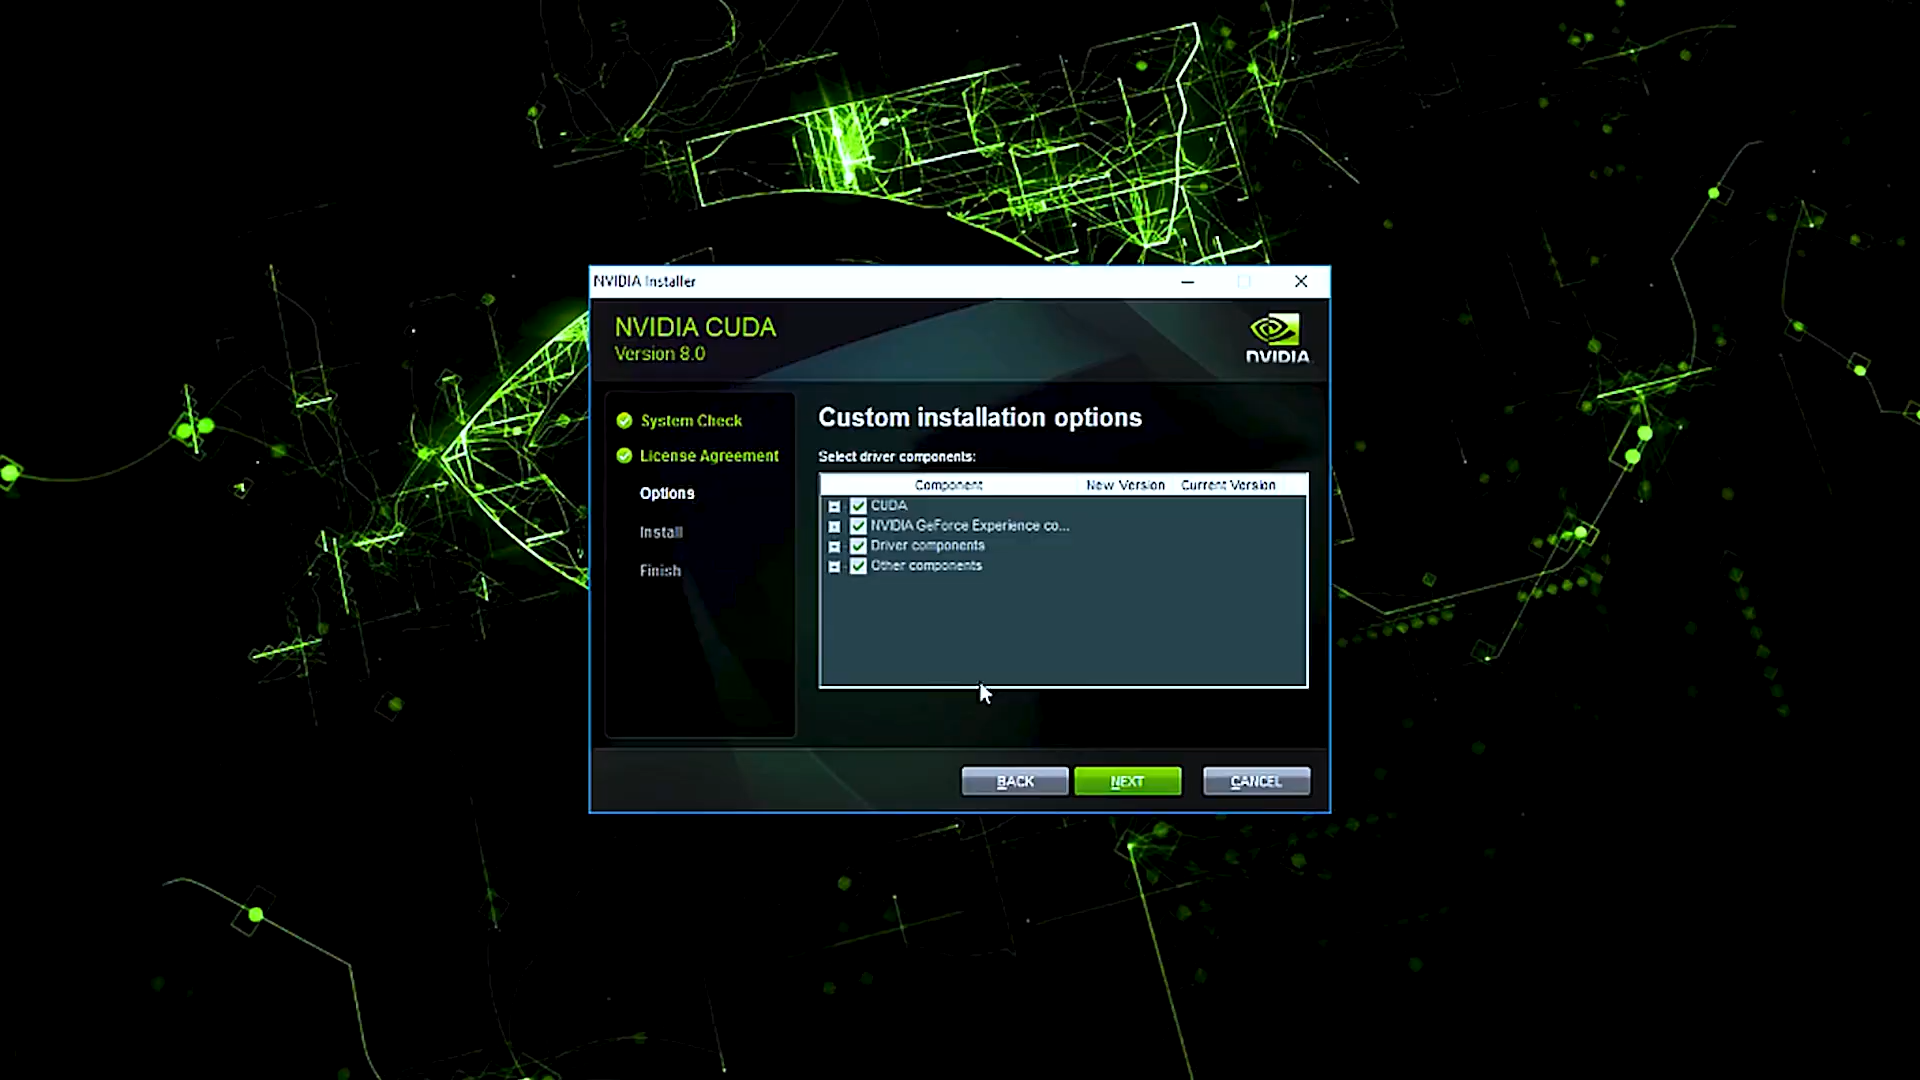 NVIDIA Installer
NVIDIA CUDA
Version 8.0
NVIDIA
System Check
License Agreement
Options
Install
Finish
Custom installation options
Select driver components:
Component New Version Current Version
CUDA
NVIDIA GeForce Experience co...
Driver components
Other components
BACK NEXT CANCEL